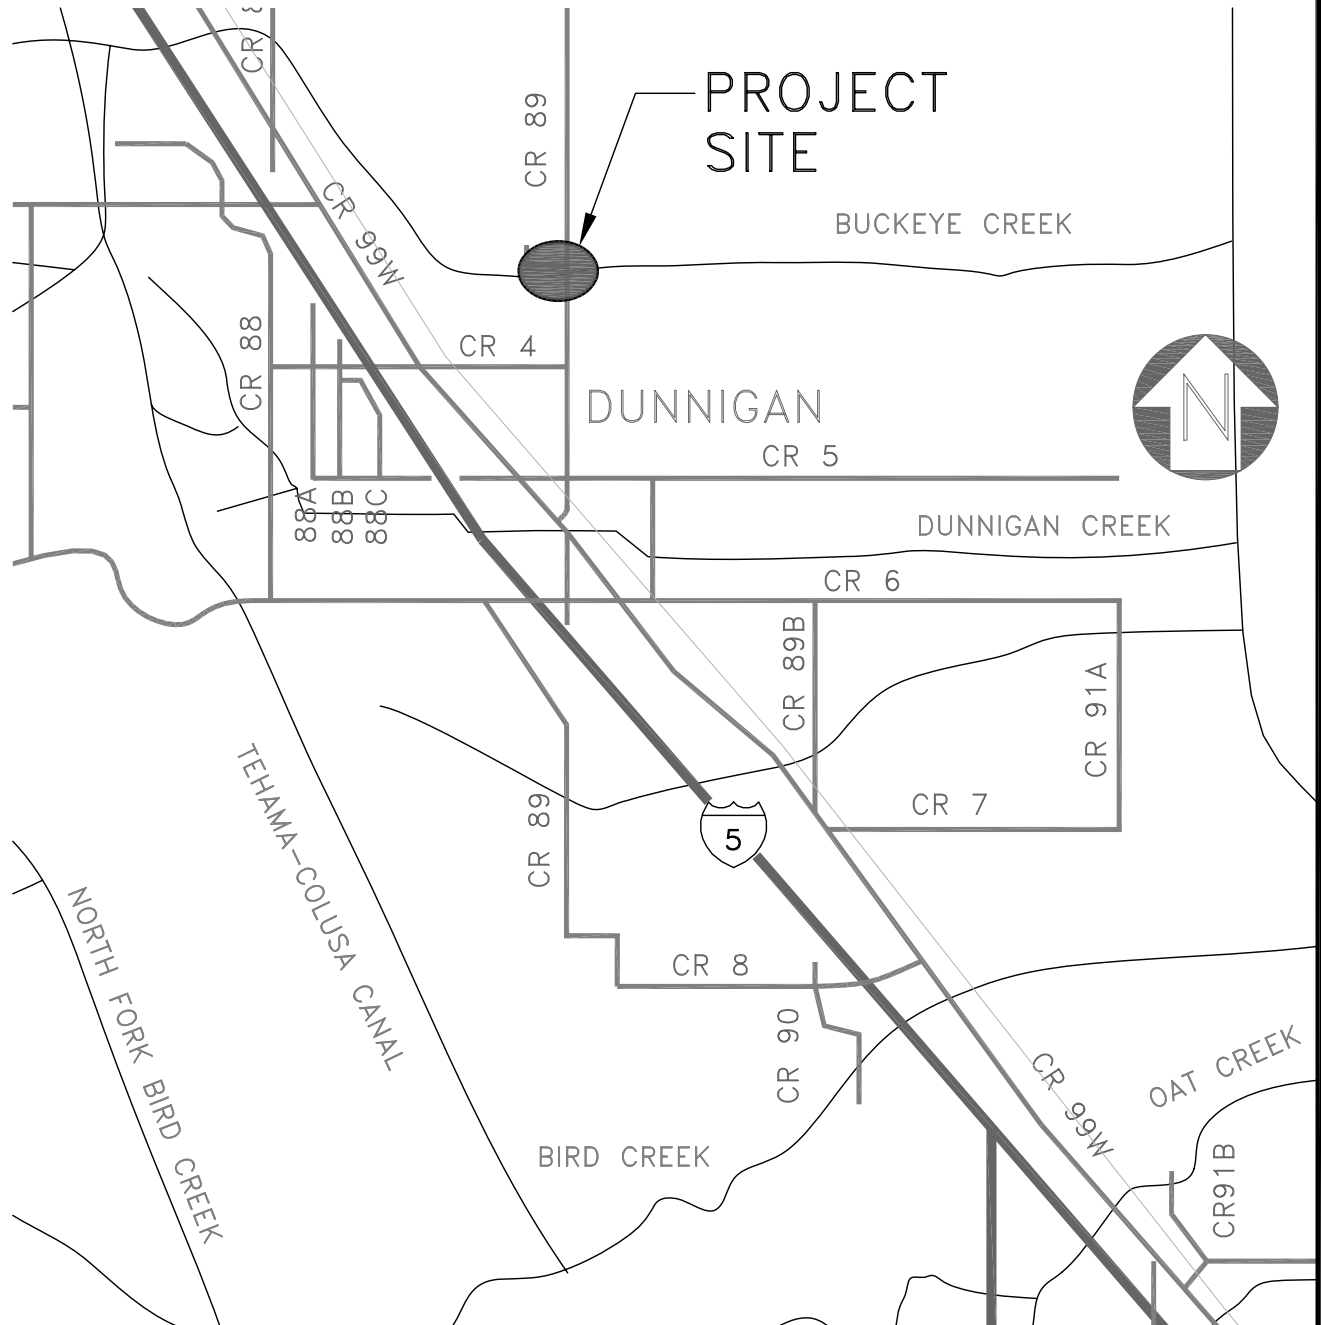 CR 8
PROJECT
SITE
CR 89
CR 99W
BUCKEYE CREEK
CR 88
CR 4
DUNNIGAN
N
CR 5
88A
88B
88C
DUNNIGAN CREEK
CR 6
CR 89B
CR 91A
TEHAMA-COLUSA CANAL
CR 89
5
CR 7
NORTH FORK BIRD CREEK
CR 8
CR 90
CR 99W
OAT CREEK
BIRD CREEK
CR91B